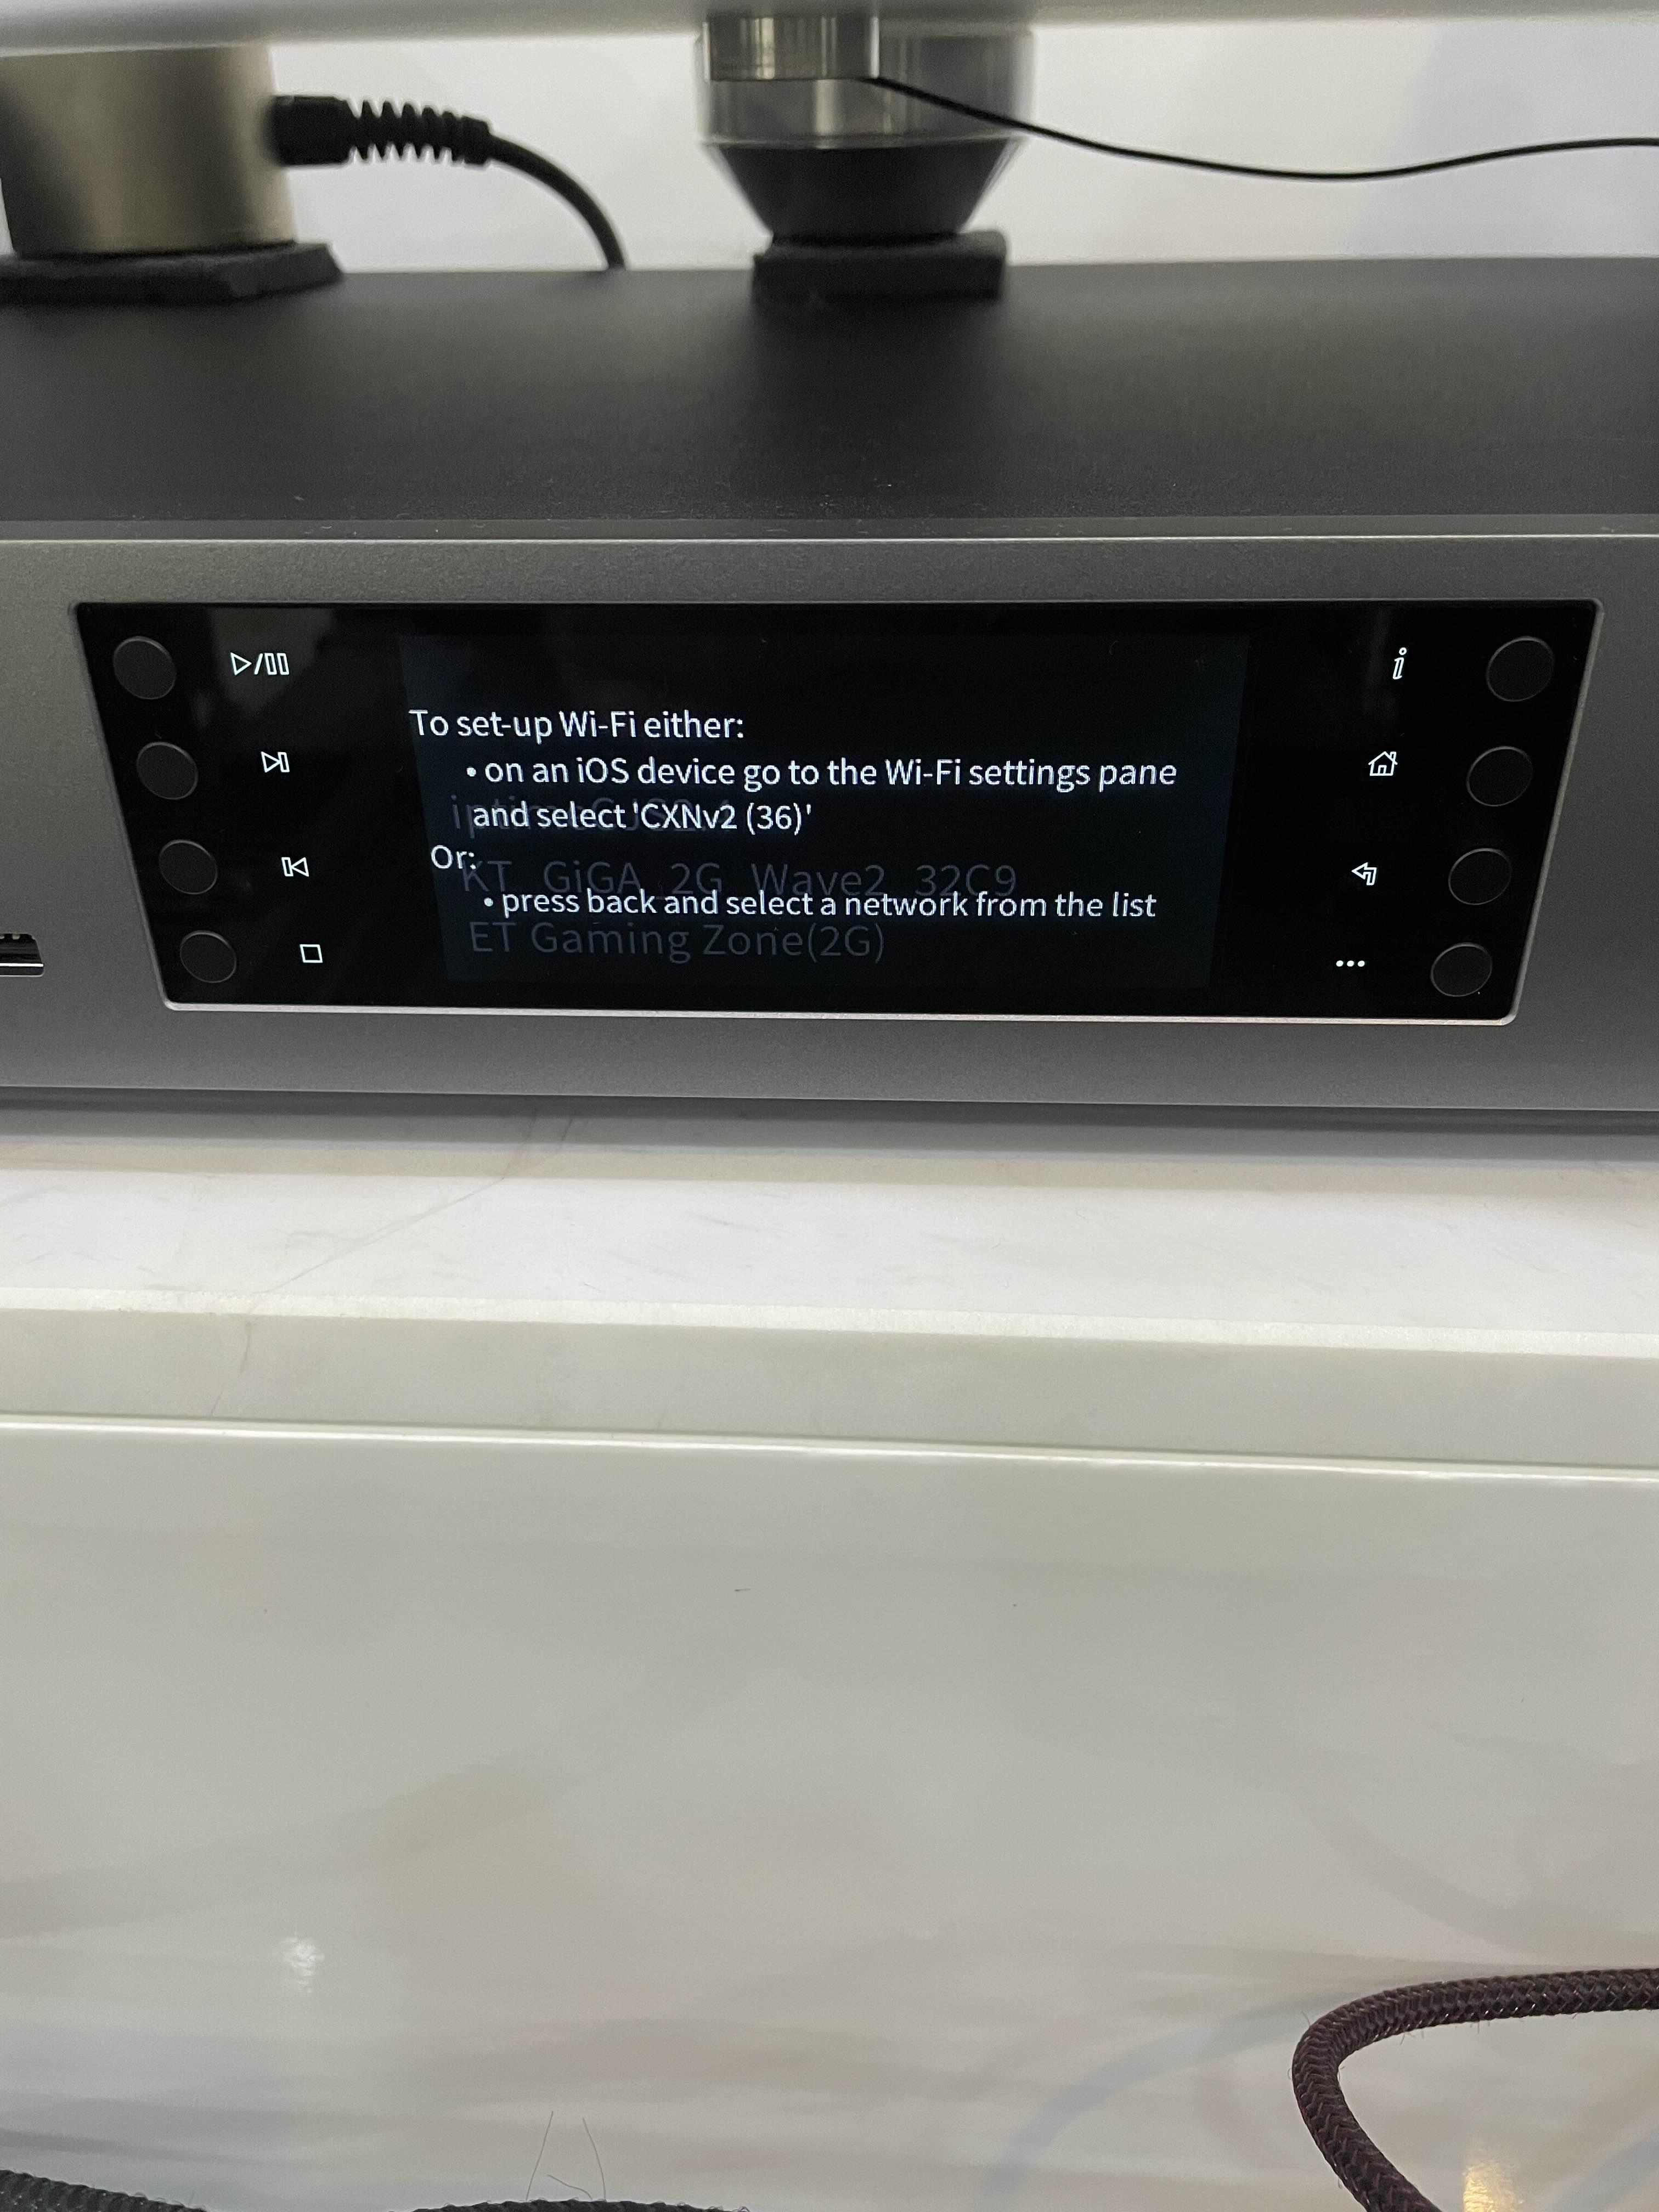 To set-up Wi-Fi either:
• on an iOS device go to the Wi-Fi settings pane
and select 'CXNv2 (36)'
Or:
KT_GiGA_2G_Wave2_32C9
• press back and select a network from the list
ET Gaming Zone(2G)